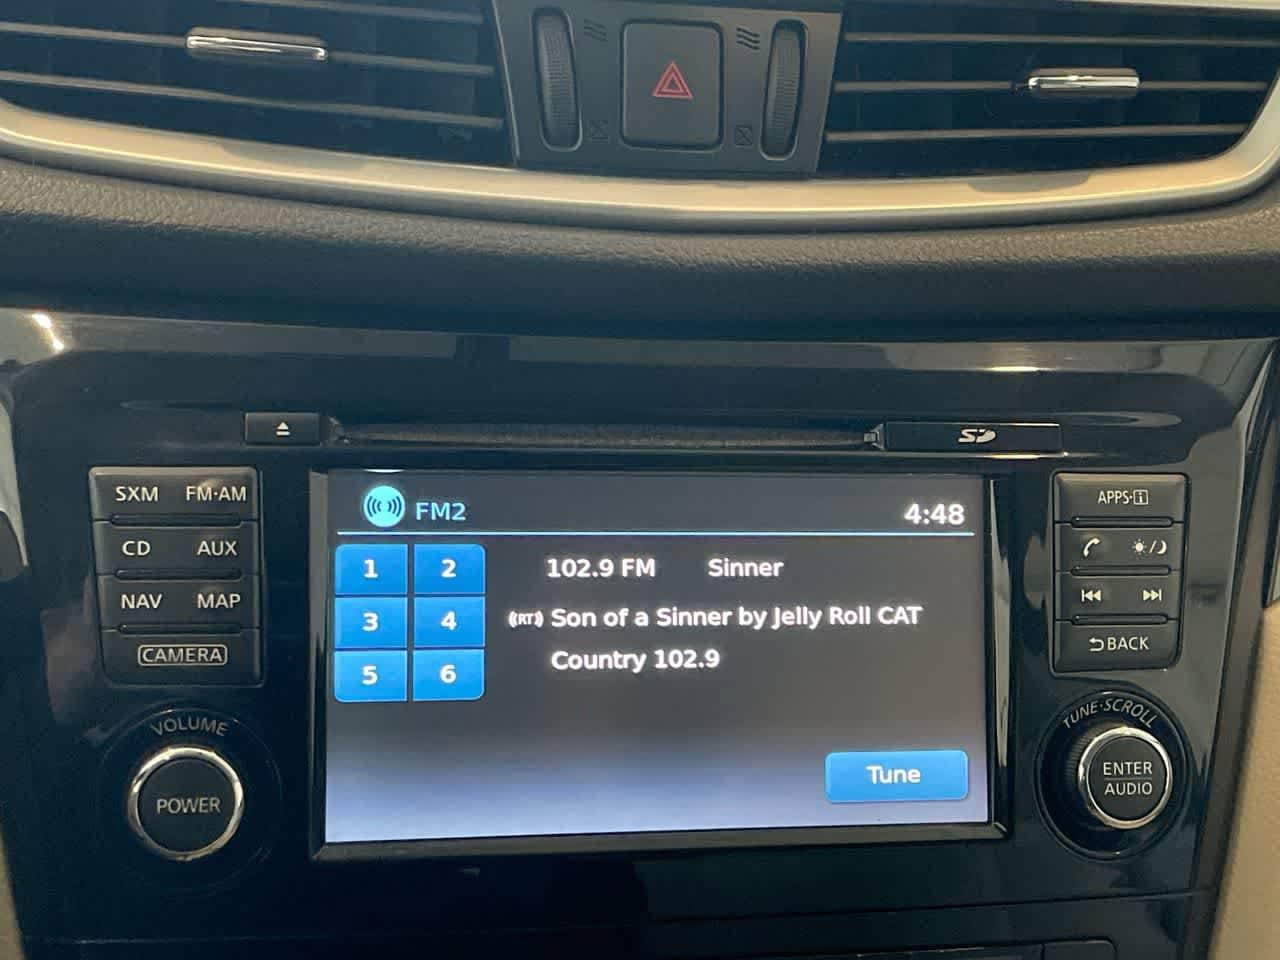 SD
SXM FM·AM
CD AUX
NAV MAP
CAMERA
VOLUME
POWER
FM2 4:48
1 2
3 4
5 6
102.9 FM Sinner
((RT)) Son of a Sinner by Jelly Roll CAT
Country 102.9
Tune
APPS·i
BACK
TUNE·SCROLL
ENTER
AUDIO